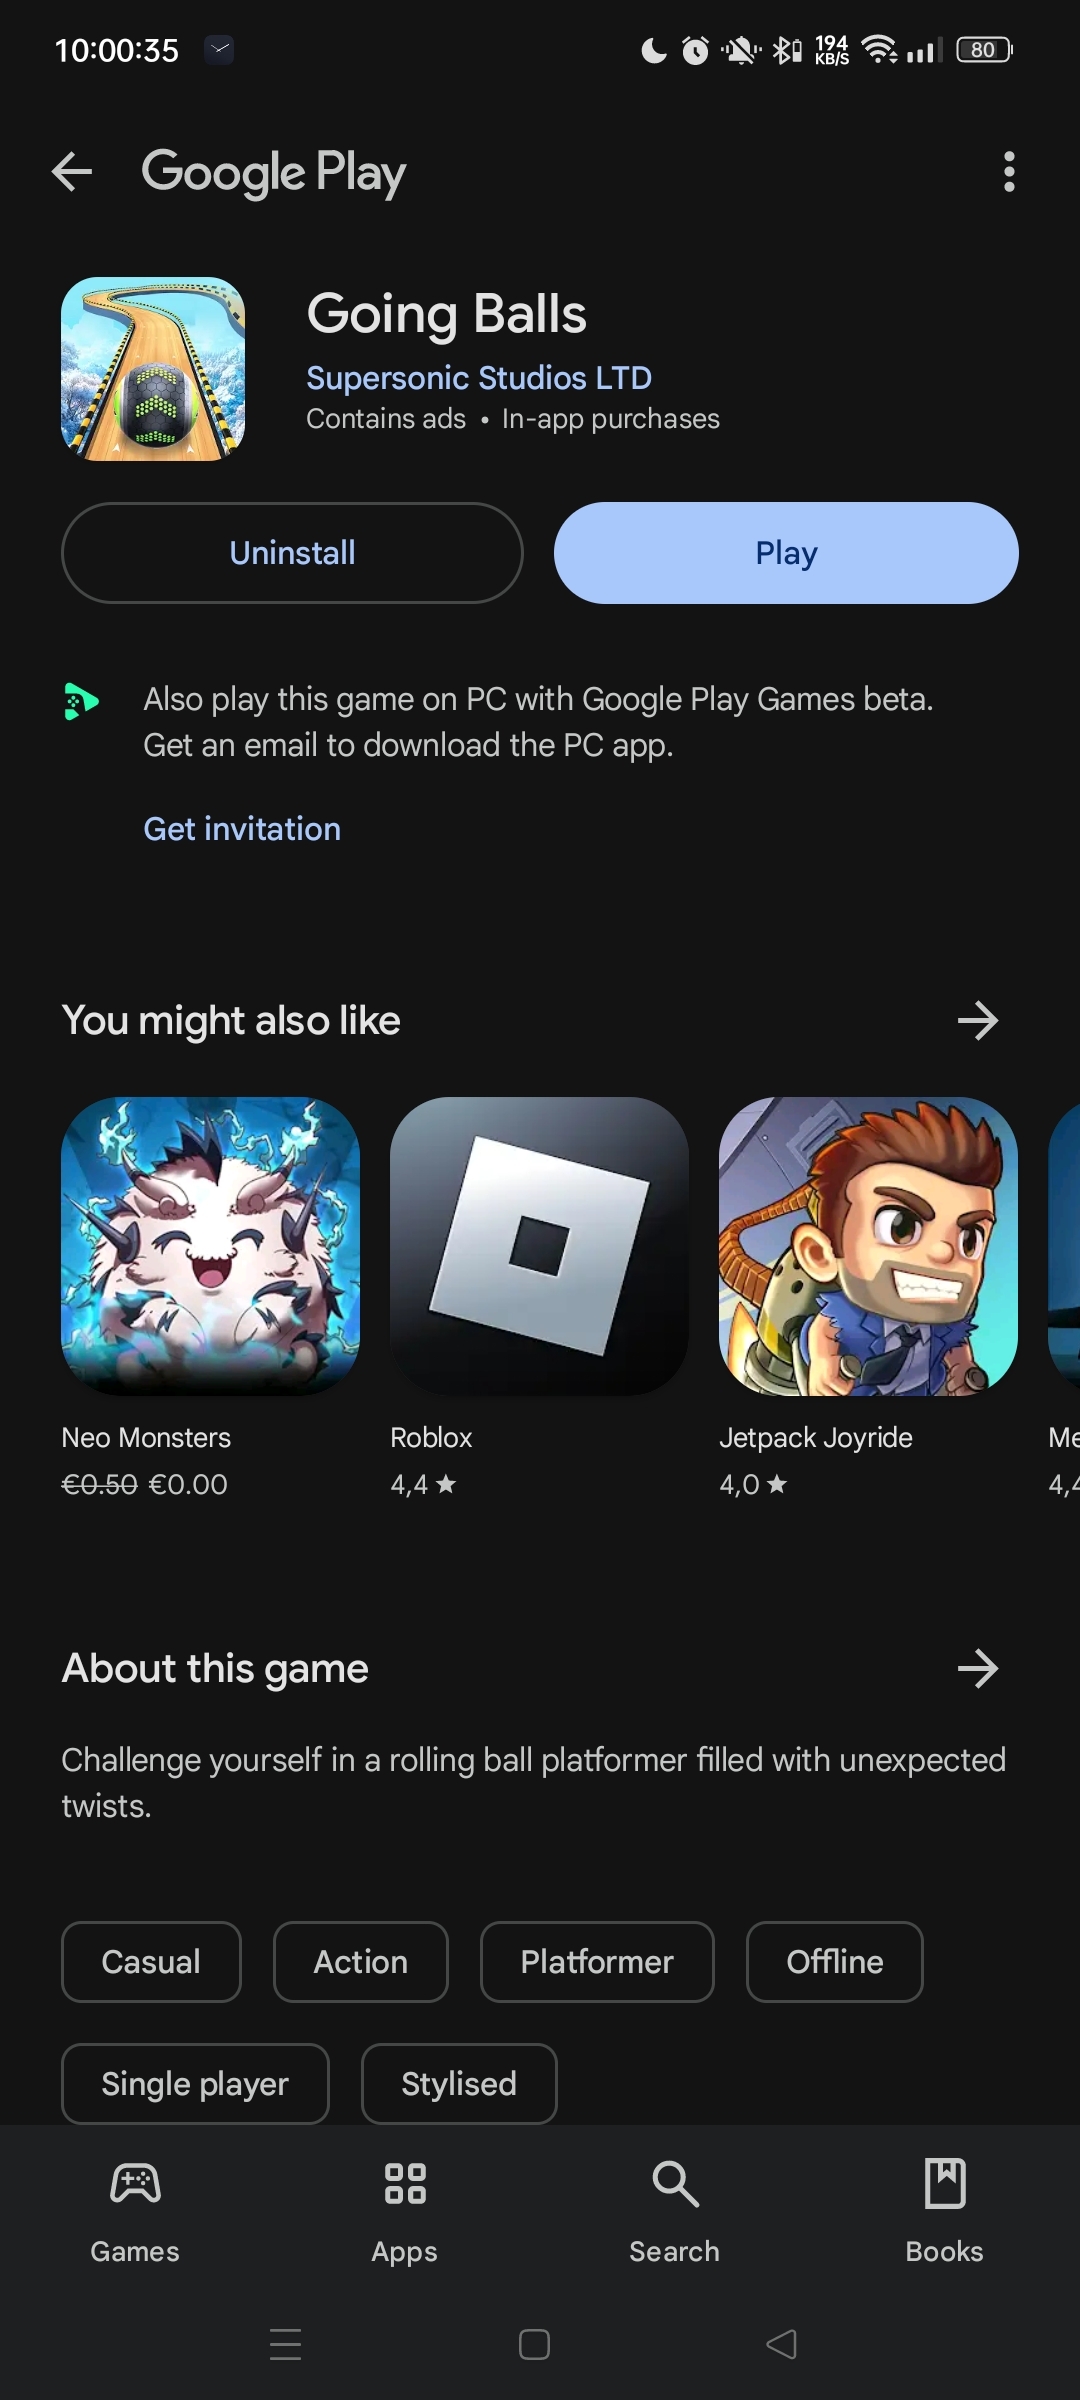 10:00:35
194
KB/S
80
Google Play
Going Balls
Supersonic Studios LTD
Contains ads • In-app purchases
Uninstall
Play
Also play this game on PC with Google Play Games beta.
Get an email to download the PC app.
Get invitation
You might also like
Neo Monsters
€0.50 €0.00
Roblox
4,4 ★
Jetpack Joyride
4,0 ★
Me
4,4
About this game
Challenge yourself in a rolling ball platformer filled with unexpected
twists.
Casual
Action
Platformer
Offline
Single player
Stylised
Games
Apps
Search
Books